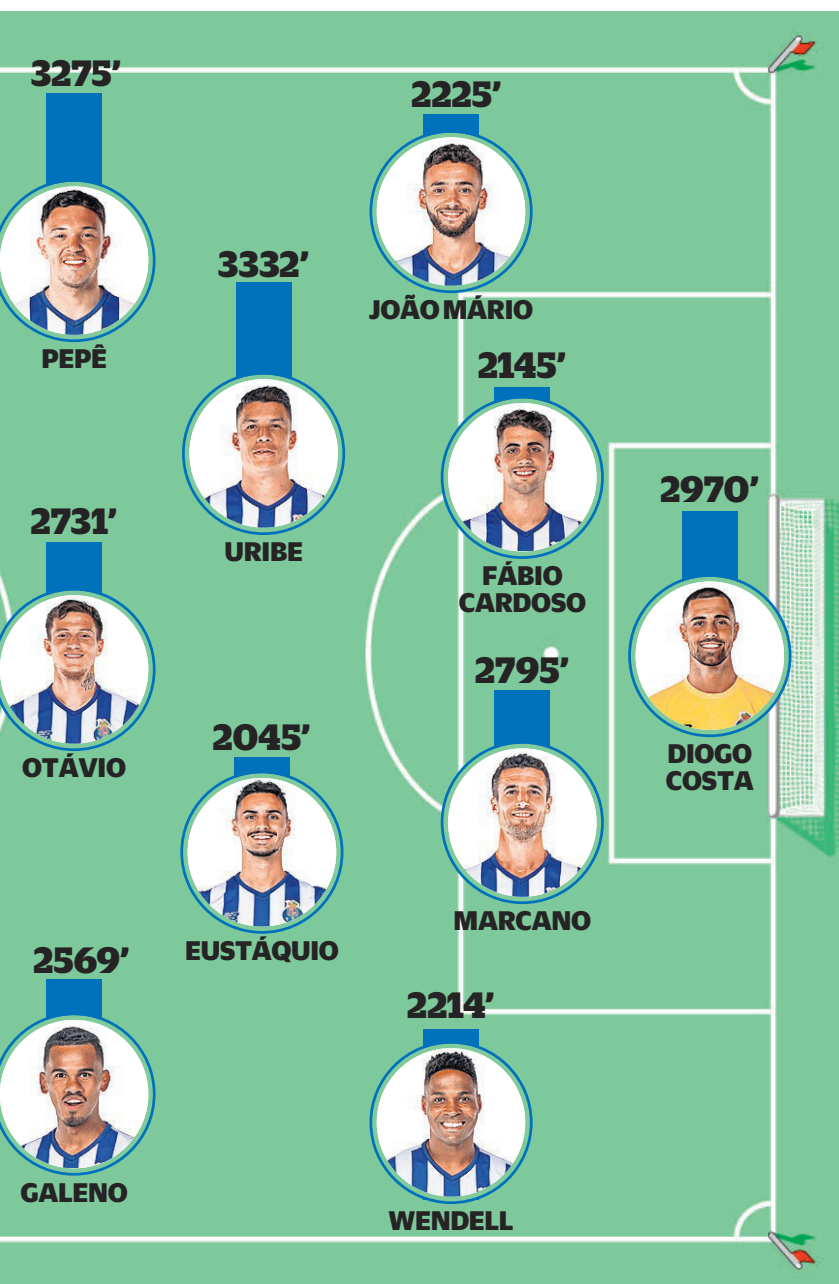 3275’
PEPÊ
2225’
JOÃO MÁRIO
3332’
URIBE
2145’
FÁBIO
CARDOSO
2970’
DIOGO
COSTA
2731’
OTÁVIO
2795’
MARCANO
2045’
EUSTÁQUIO
2569’
GALENO
2214’
WENDELL